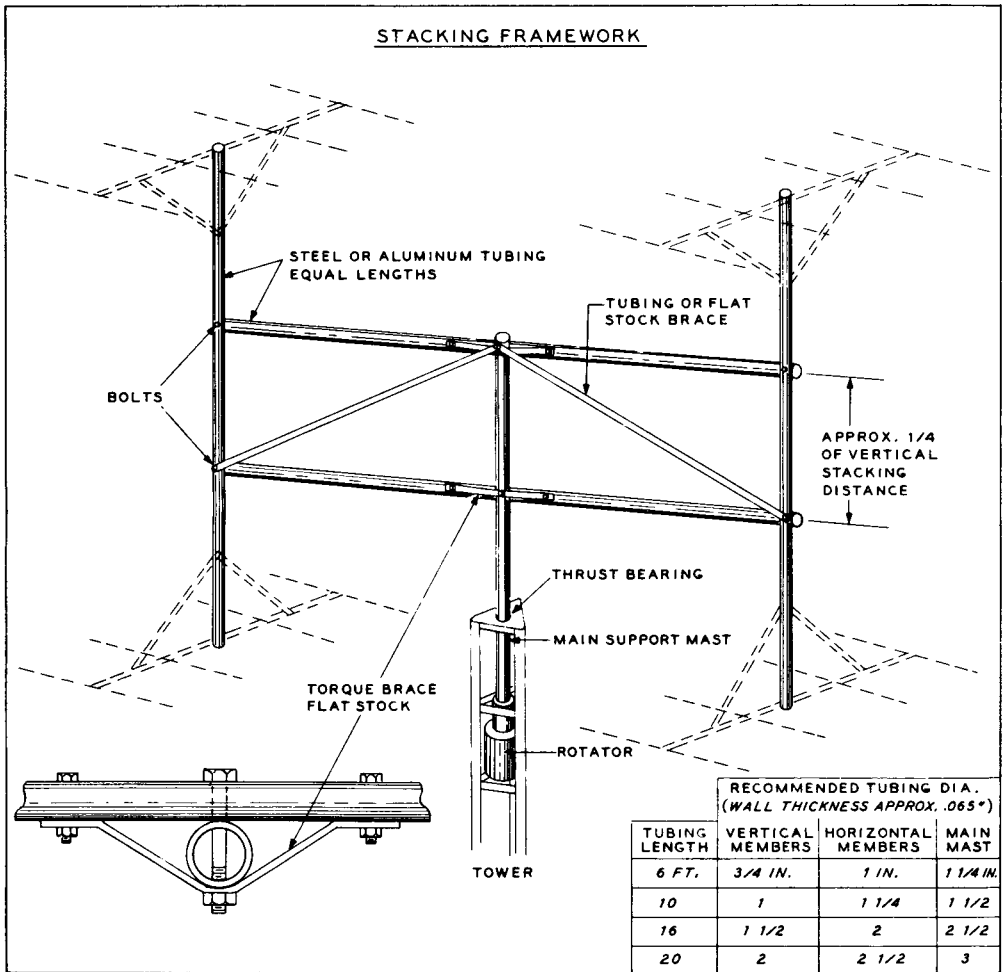 STACKING FRAMEWORK
STEEL OR ALUMINUM TUBING
EQUAL LENGTHS
TUBING OR FLAT
STOCK BRACE
BOLTS
APPROX. 1/4
OF VERTICAL
STACKING
DISTANCE
THRUST BEARING
MAIN SUPPORT MAST
TORQUE BRACE
FLAT STOCK
ROTATOR
TOWER
RECOMMENDED TUBING DIA.
(WALL THICKNESS APPROX. .065")
TUBING LENGTH VERTICAL MEMBERS HORIZONTAL MEMBERS MAIN MAST
6 FT. 3/4 IN. 1 IN. 1 1/4 IN.
10 1 1 1/4 1 1/2
16 1 1/2 2 2 1/2
20 2 2 1/2 3